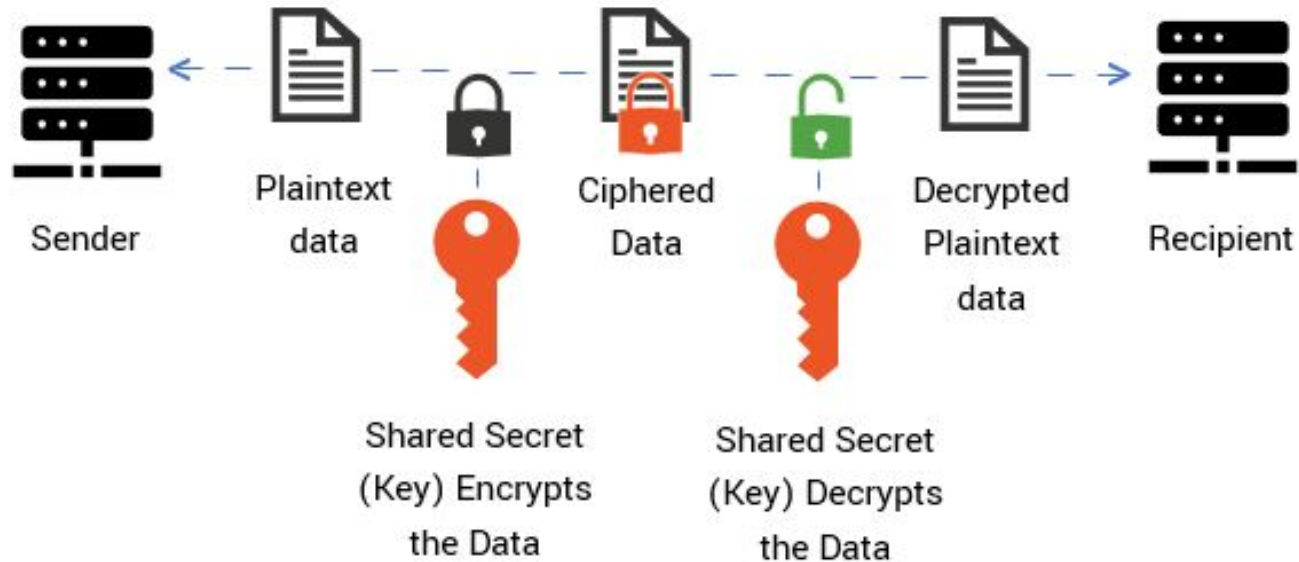 Sender
Plaintext
data
Ciphered
Data
Decrypted
Plaintext
data
Recipient
Shared Secret
(Key) Encrypts
the Data
Shared Secret
(Key) Decrypts
the Data